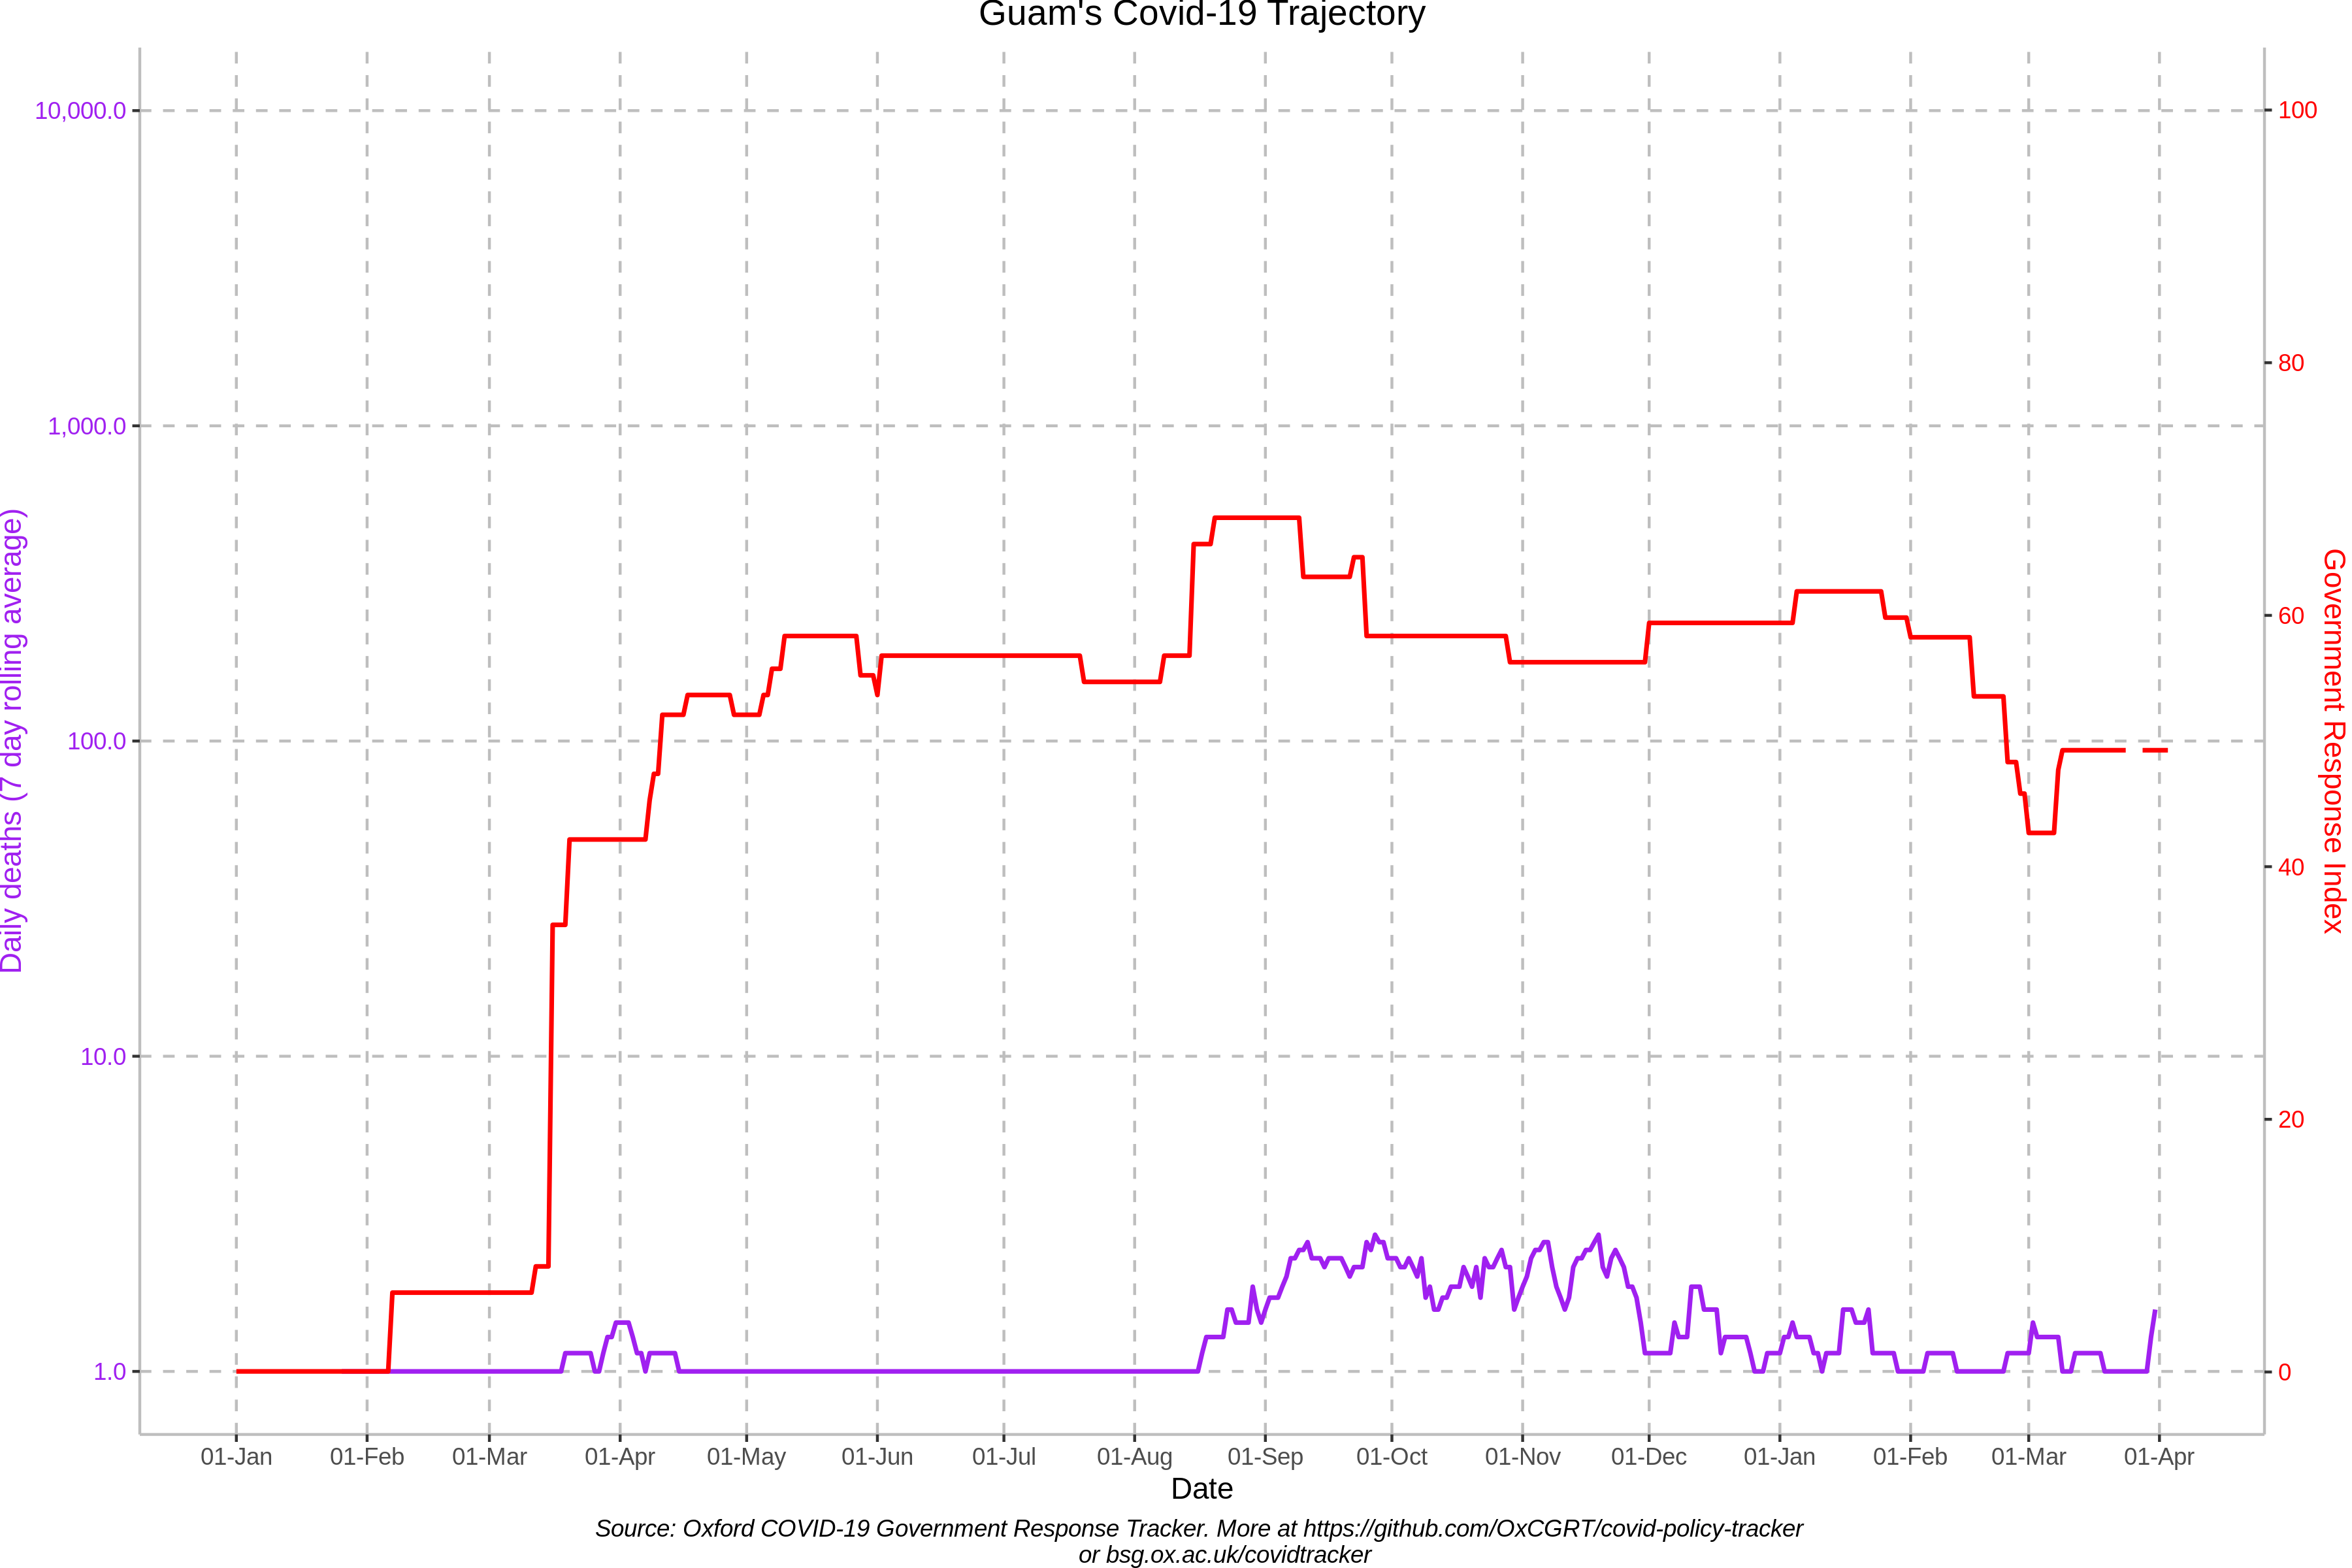 Guam's Covid-19 Trajectory
10,000.0
1,000.0
100.0
10.0
1.0
Daily deaths (7 day rolling average)
100
80
60
40
20
0
Government Response Index
01-Jan 01-Feb 01-Mar 01-Apr 01-May 01-Jun 01-Jul 01-Aug 01-Sep 01-Oct 01-Nov 01-Dec 01-Jan 01-Feb 01-Mar 01-Apr
Date
Source: Oxford COVID-19 Government Response Tracker. More at https://github.com/OxCGRT/covid-policy-tracker
or bsg.ox.ac.uk/covidtracker